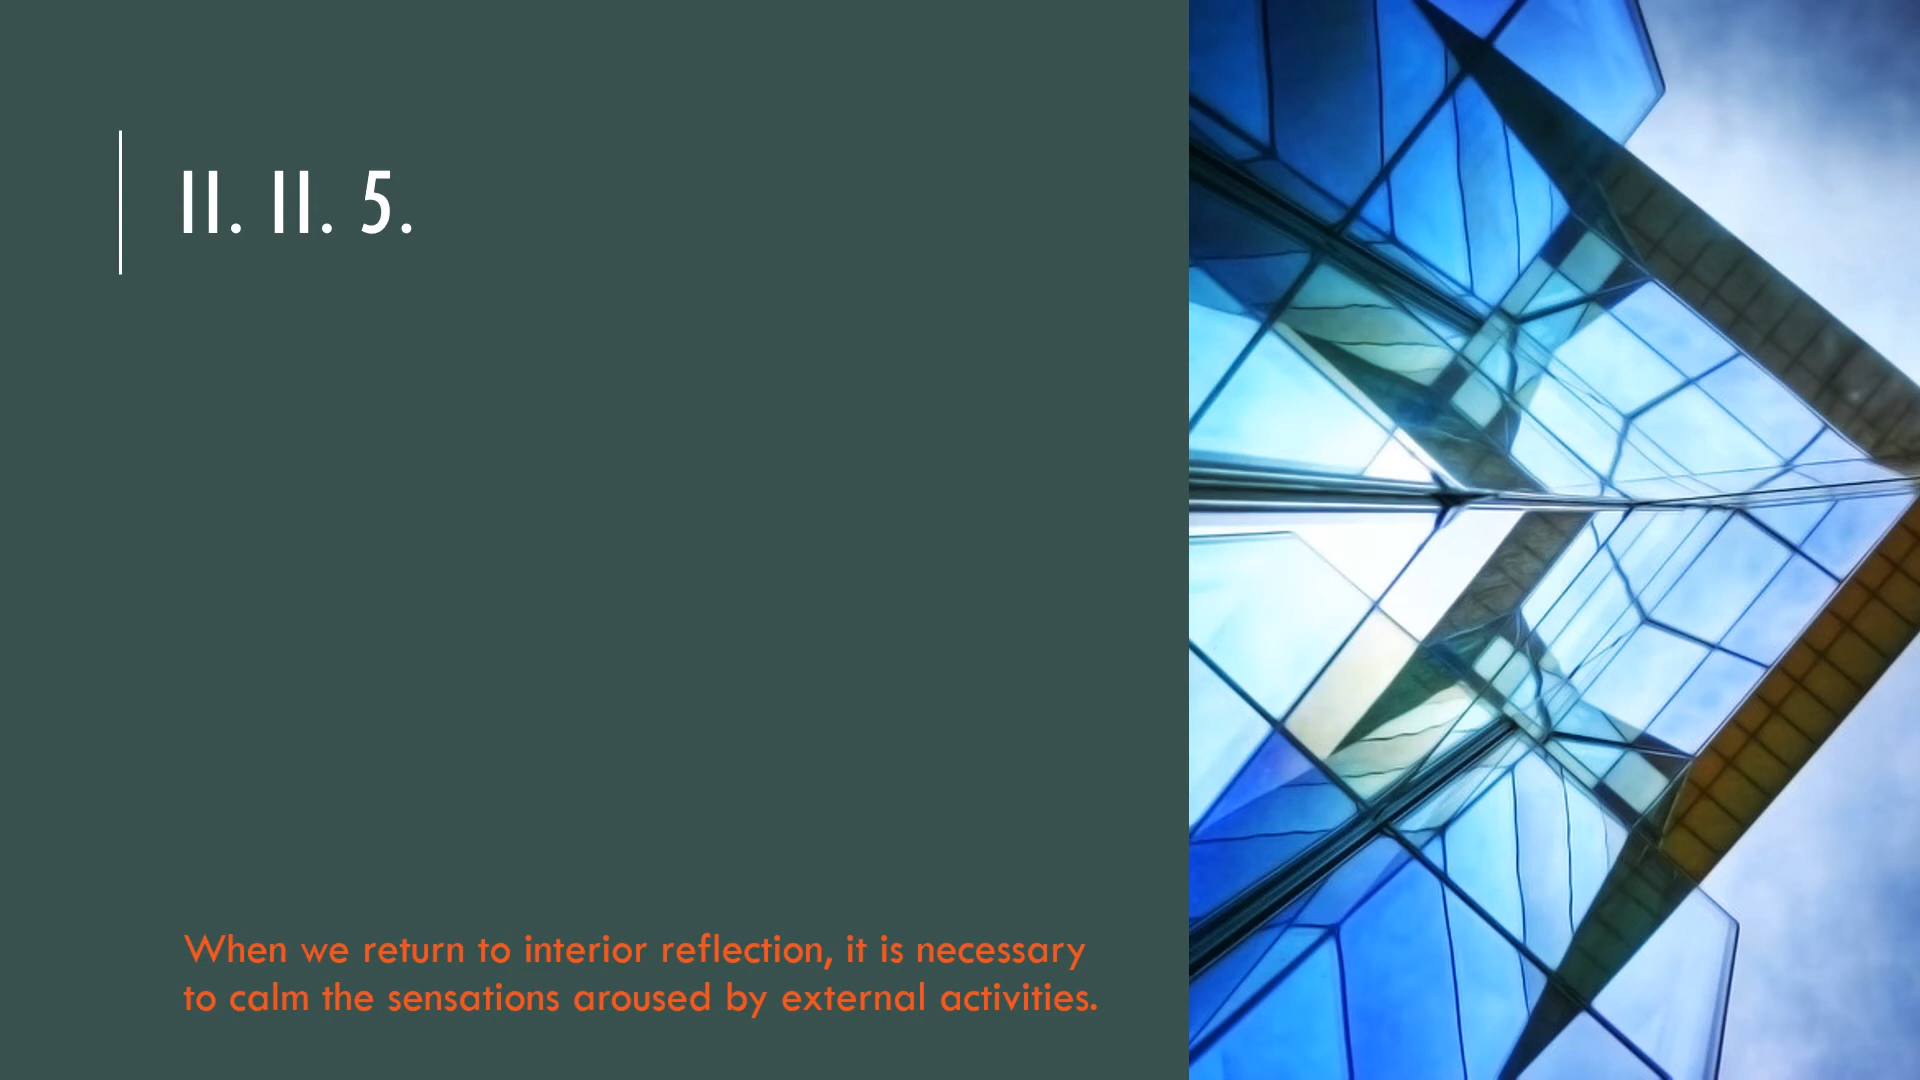 II. II. 5.
When we return to interior reflection, it is necessary
to calm the sensations aroused by external activities.